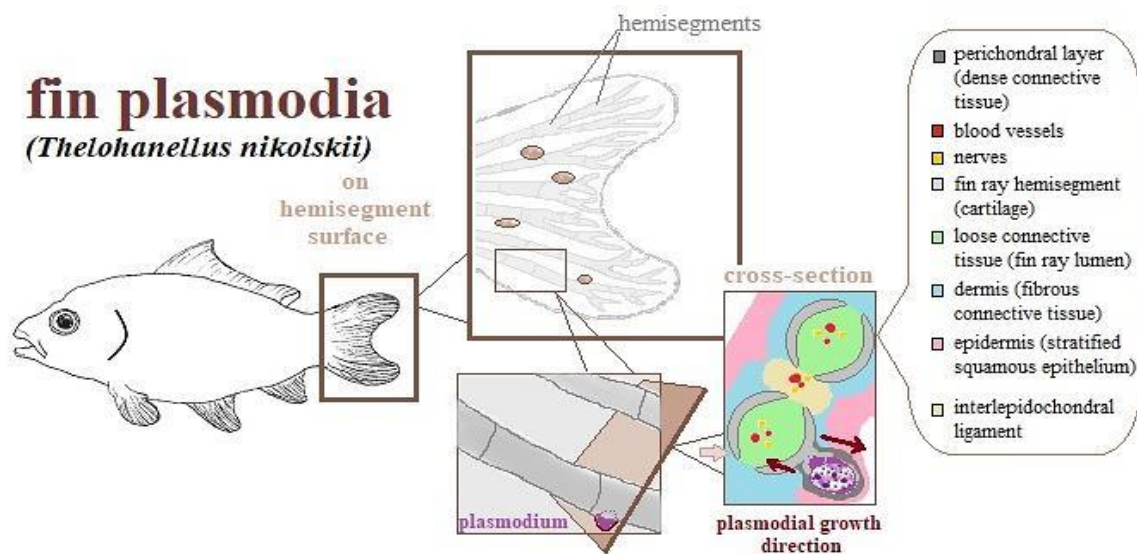 hemisegments
fin plasmodia
(Thelohanellus nikolskii)
on
hemisegment
surface
cross-section
plasmodium
plasmodial growth
direction
perichondral layer
(dense connective
tissue)
blood vessels
nerves
fin ray hemisegment
(cartilage)
loose connective
tissue (fin ray lumen)
dermis (fibrous
connective tissue)
epidermis (stratified
squamous epithelium)
interlepidochondral
ligament